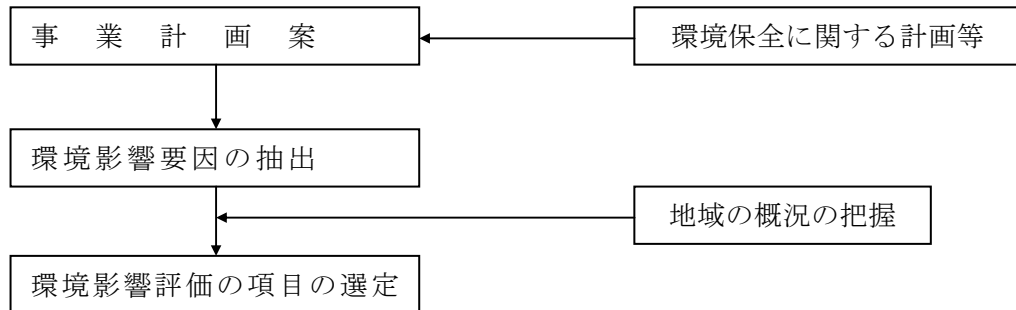 事業計画案
環境保全に関する計画等
環境影響要因の抽出
地域の概況の把握
環境影響評価の項目の選定